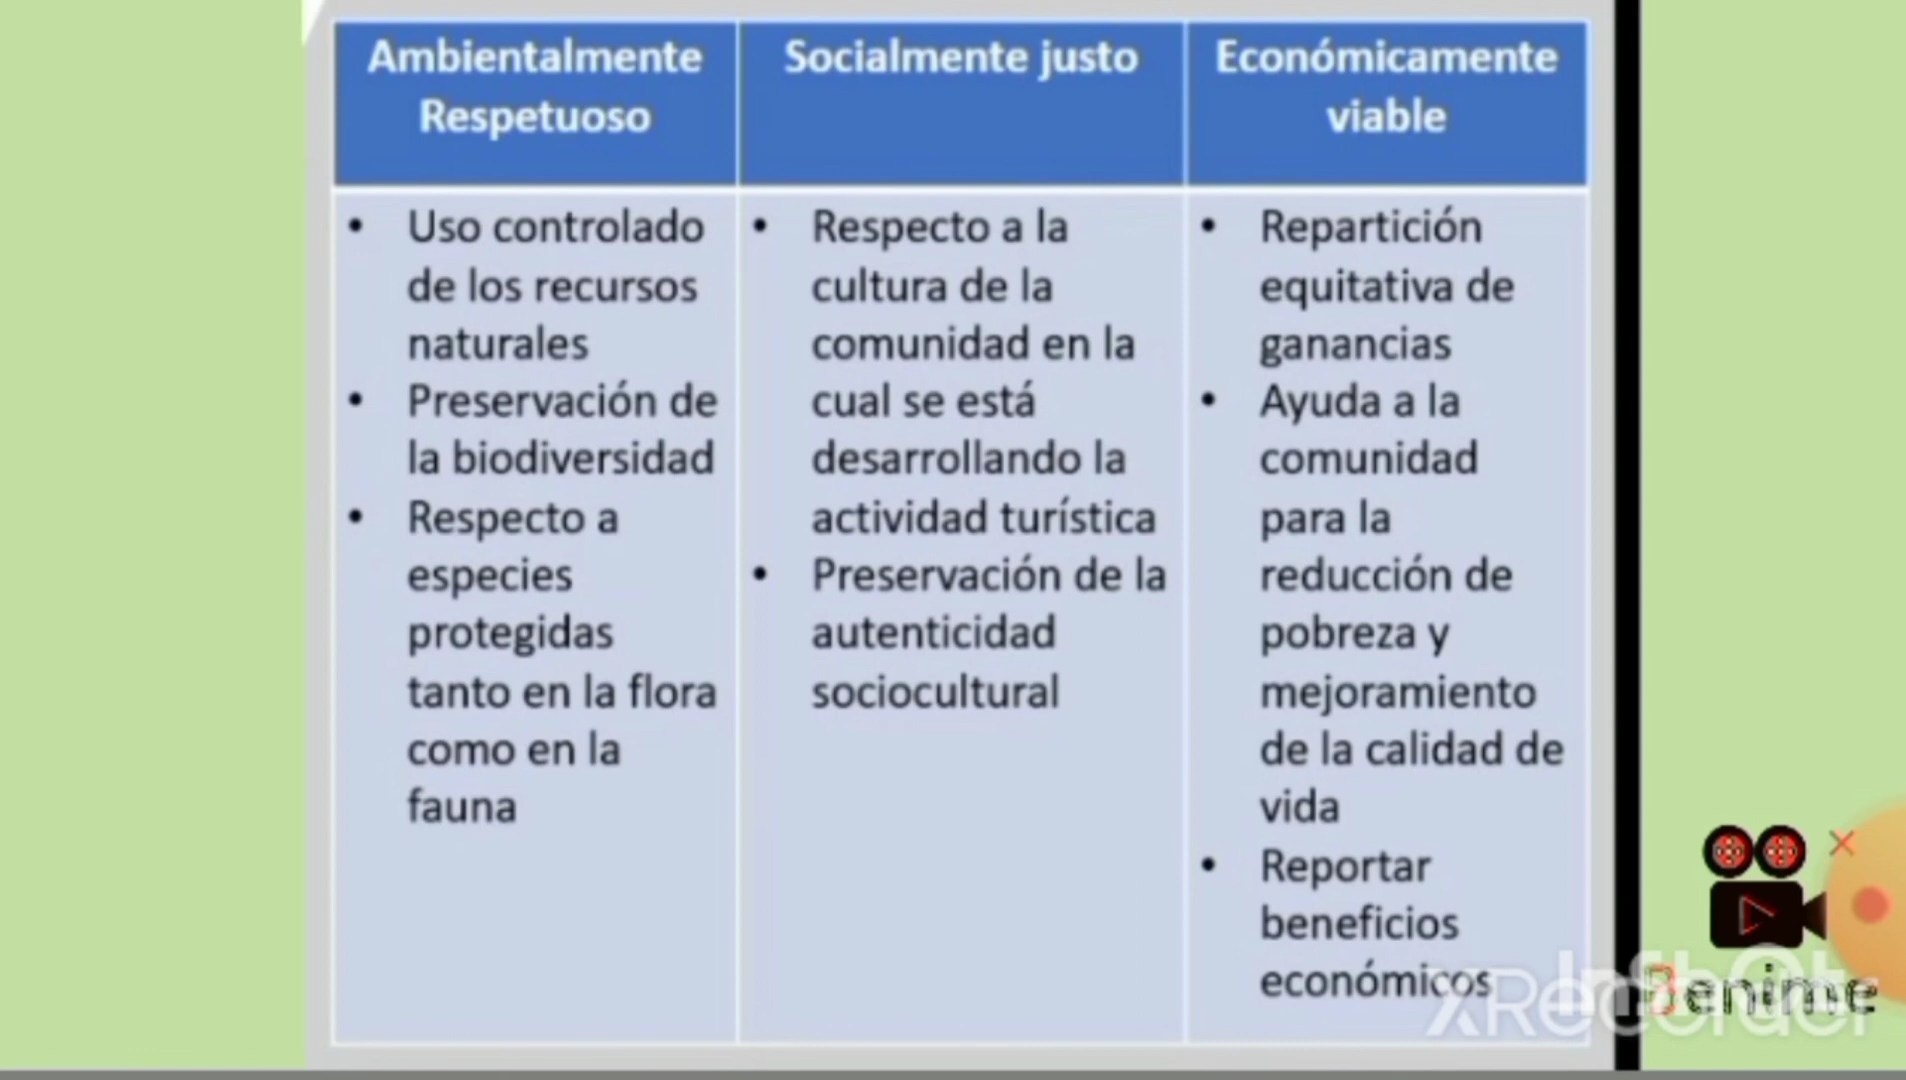 Ambientalmente
Respetuoso
Socialmente justo
Económicamente
viable
• Uso controlado
de los recursos
naturales
• Preservación de
la biodiversidad
• Respecto a
especies
protegidas
tanto en la flora
como en la
fauna
• Respecto a la
cultura de la
comunidad en la
cual se está
desarrollando la
actividad turística
• Preservación de la
autenticidad
sociocultural
• Repartición
equitativa de
ganancias
• Ayuda a la
comunidad
para la
reducción de
pobreza y
mejoramiento
de la calidad de
vida
• Reportar
beneficios
económicos
Benime
InShot
XRecorder